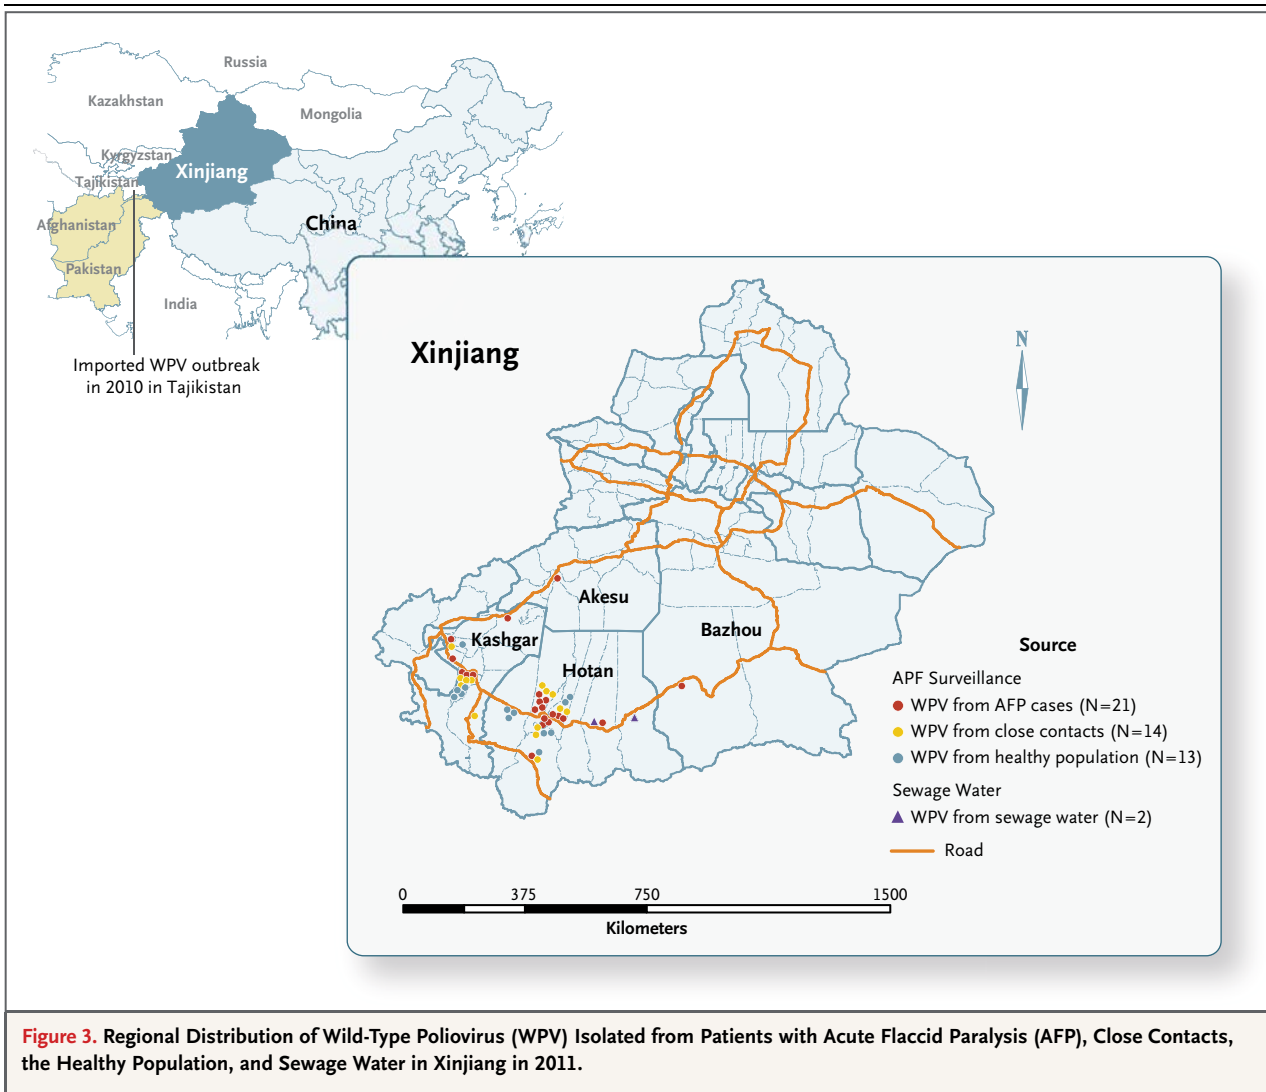 Russia
Kazakhstan
Mongolia
Kyrgyzstan
Xinjiang
Tajikistan
Afghanistan
China
Pakistan
India
Imported WPV outbreak
in 2010 in Tajikistan
Xinjiang
N
Akesu
Bazhou
Kashgar
Hotan
Source
APF Surveillance
WPV from AFP cases (N=21)
WPV from close contacts (N=14)
WPV from healthy population (N=13)
Sewage Water
WPV from sewage water (N=2)
Road
0 375 750 1500
Kilometers
Figure 3. Regional Distribution of Wild-Type Poliovirus (WPV) Isolated from Patients with Acute Flaccid Paralysis (AFP), Close Contacts,
the Healthy Population, and Sewage Water in Xinjiang in 2011.